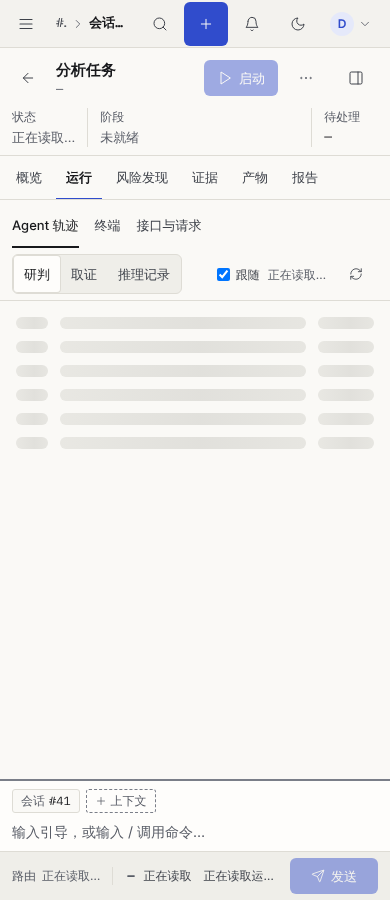 #. 会话... D
分析任务
–
启动
状态 阶段 待处理
正在读取... 未就绪 –
概览 运行 风险发现 证据 产物 报告
Agent 轨迹 终端 接口与请求
研判 取证 推理记录 跟随 正在读取...
会话 #41 + 上下文
输入引导，或输入 / 调用命令...
路由 正在读取... – 正在读取 正在读取运... 发送